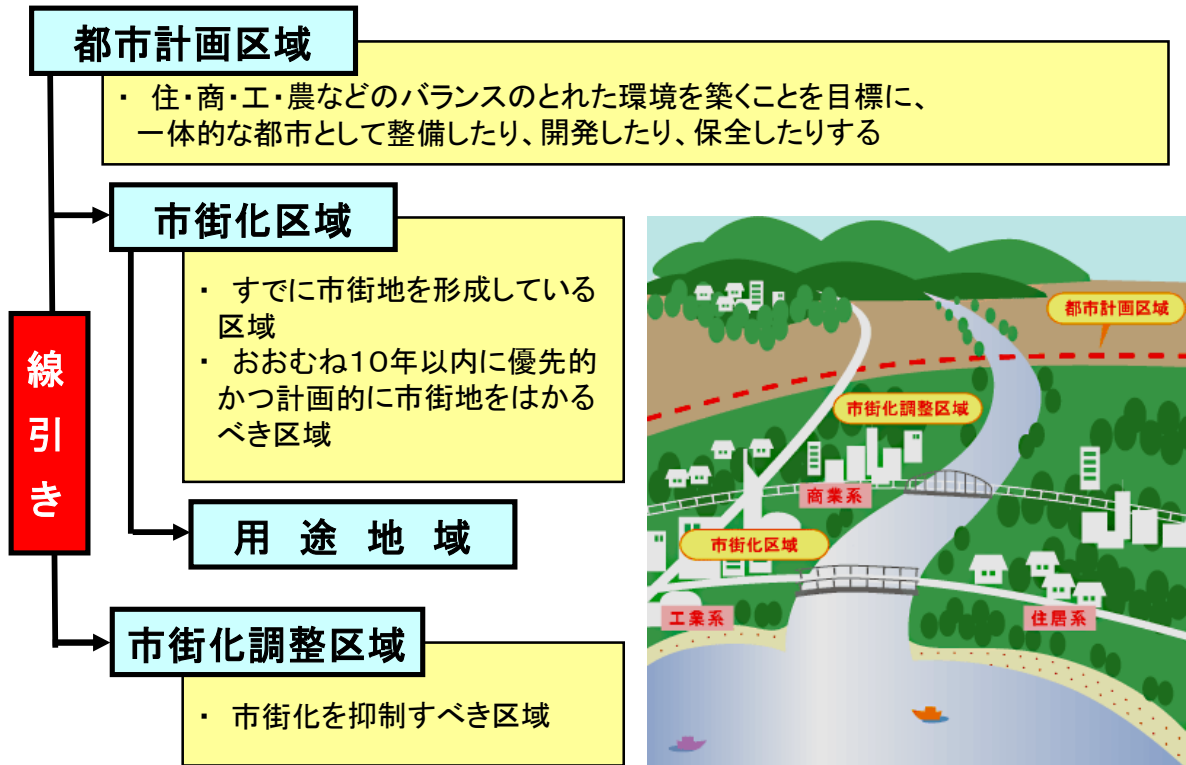 都市計画区域
・ 住・商・工・農などのバランスのとれた環境を築くことを目標に、
一体的な都市として整備したり、開発したり、保全したりする
市街化区域
・ すでに市街地を形成している
区域
・ おおむね10年以内に優先的
かつ計画的に市街地をはかる
べき区域
線引き
用途地域
市街化調整区域
・ 市街化を抑制すべき区域
都市計画区域
市街化調整区域
商業系
市街化区域
工業系
住居系